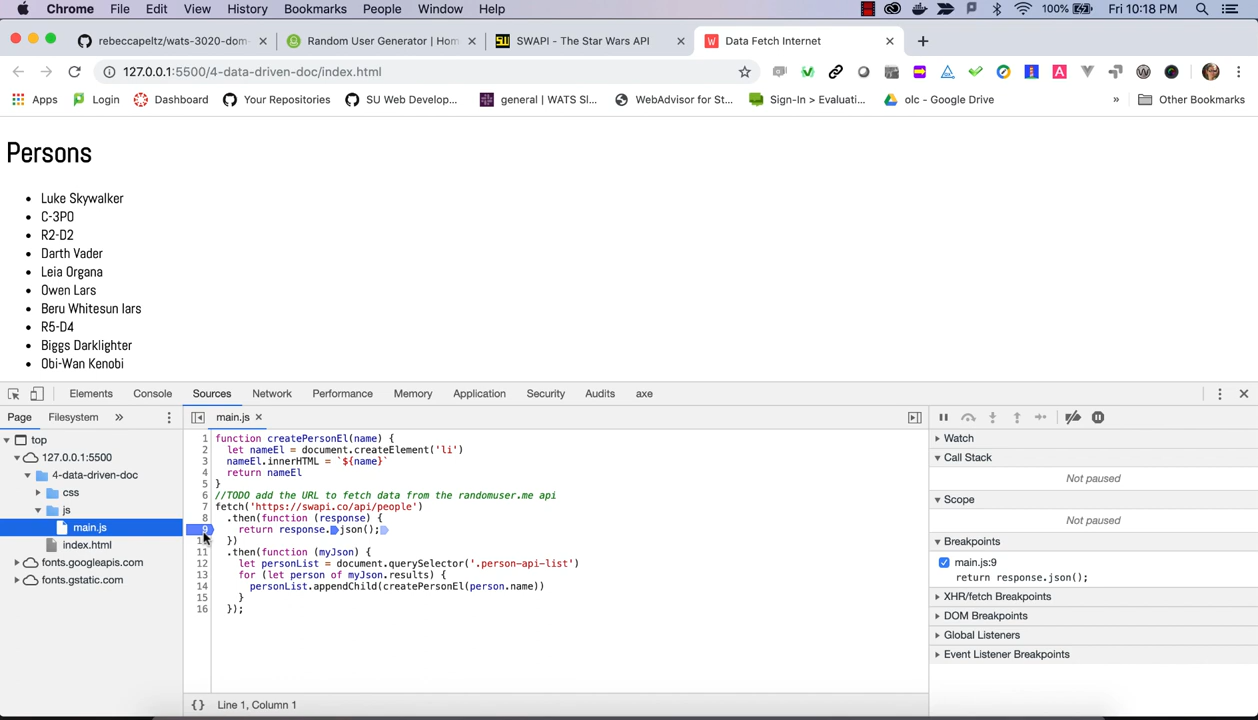 Chrome File Edit View History Bookmarks People Window Help 100% Fri 10:18 PM
rebeccapeltz/wats-3020-dom- Random User Generator | Hom SWAPI - The Star Wars API Data Fetch Internet
127.0.0.1:5500/4-data-driven-doc/index.html
Apps Login Dashboard Your Repositories SU Web Develop... general | WATS Sl... WebAdvisor for St... Sign-In > Evaluati... olc - Google Drive » Other Bookmarks
Persons
• Luke Skywalker
• C-3PO
• R2-D2
• Darth Vader
• Leia Organa
• Owen Lars
• Beru Whitesun lars
• R5-D4
• Biggs Darklighter
• Obi-Wan Kenobi
Elements Console Sources Network Performance Memory Application Security Audits axe
Page Filesystem » main.js
top
127.0.0.1:5500
4-data-driven-doc
css
js
main.js
index.html
fonts.googleapis.com
fonts.gstatic.com
1 function createPersonEl(name) {
2 let nameEl = document.createElement('li')
3 nameEl.innerHTML = `${name}`
4 return nameEl
5 }
6 //TODO add the URL to fetch data from the randomuser.me api
7 fetch('https://swapi.co/api/people')
8 .then(function (response) {
9 return response.json();
10 })
11 .then(function (myJson) {
12 let personList = document.querySelector('.person-api-list')
13 for (let person of myJson.results) {
14 personList.appendChild(createPersonEl(person.name))
15 }
16 });
{} Line 1, Column 1
Watch
Call Stack
Not paused
Scope
Not paused
Breakpoints
main.js:9
return response.json();
XHR/fetch Breakpoints
DOM Breakpoints
Global Listeners
Event Listener Breakpoints